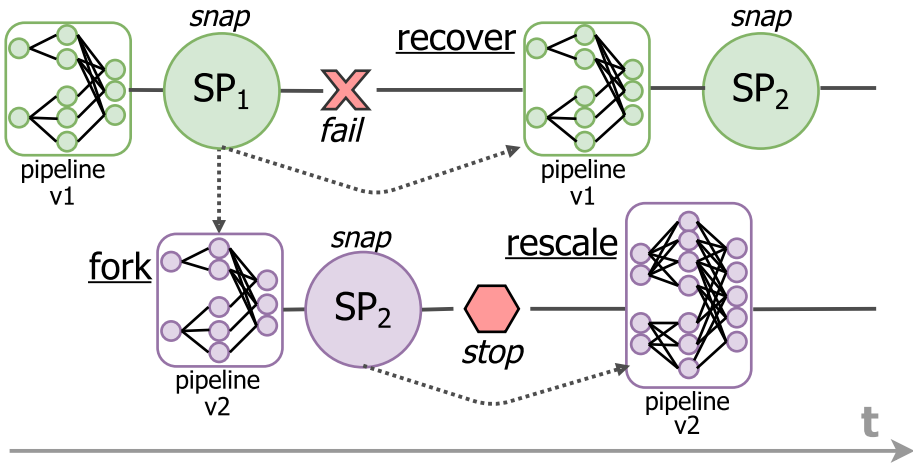 snap
SP1
fail
recover
snap
SP2
pipeline
v1
pipeline
v1
fork
snap
SP2
stop
rescale
pipeline
v2
pipeline
v2
t